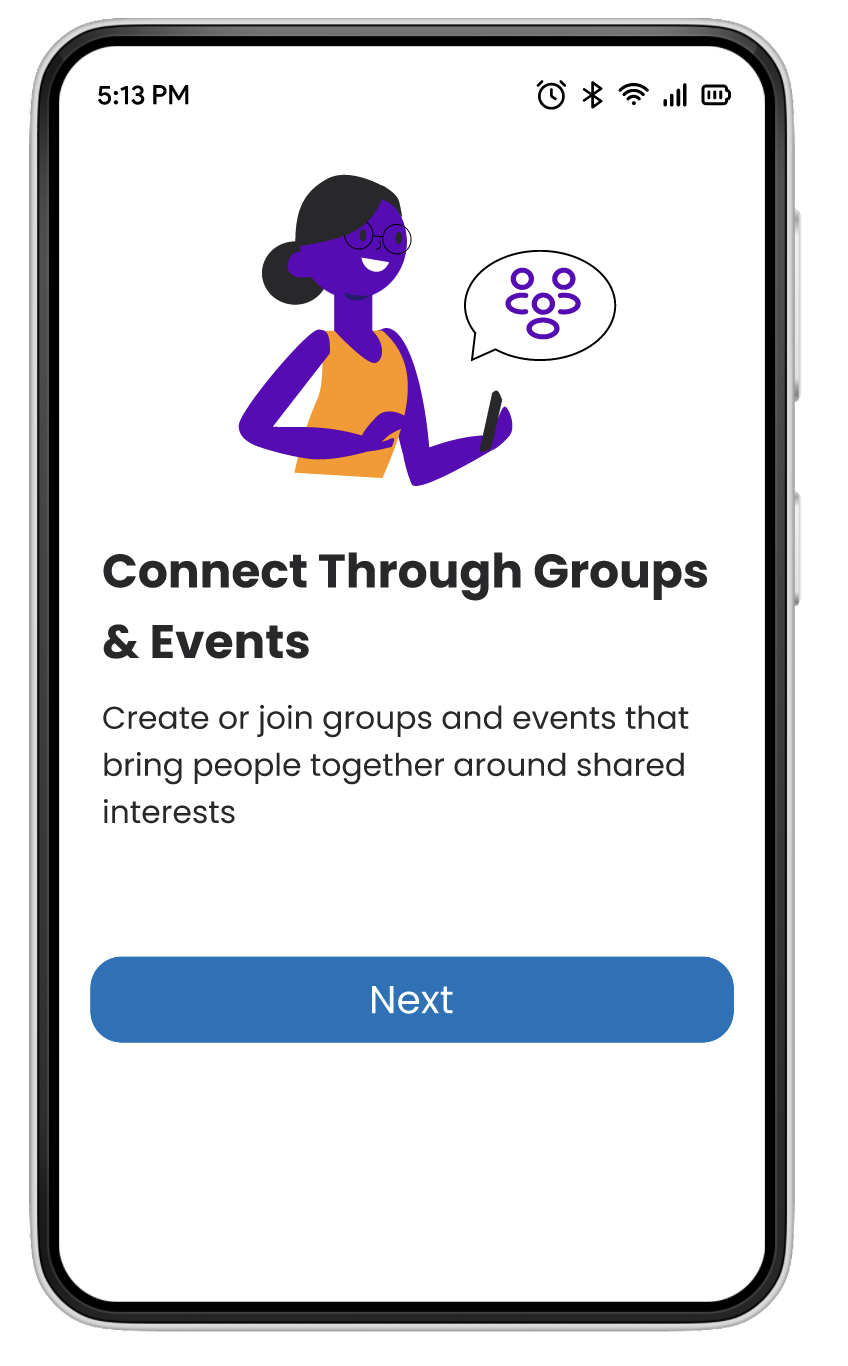 5:13 PM
Connect Through Groups
& Events
Create or join groups and events that
bring people together around shared
interests
Next